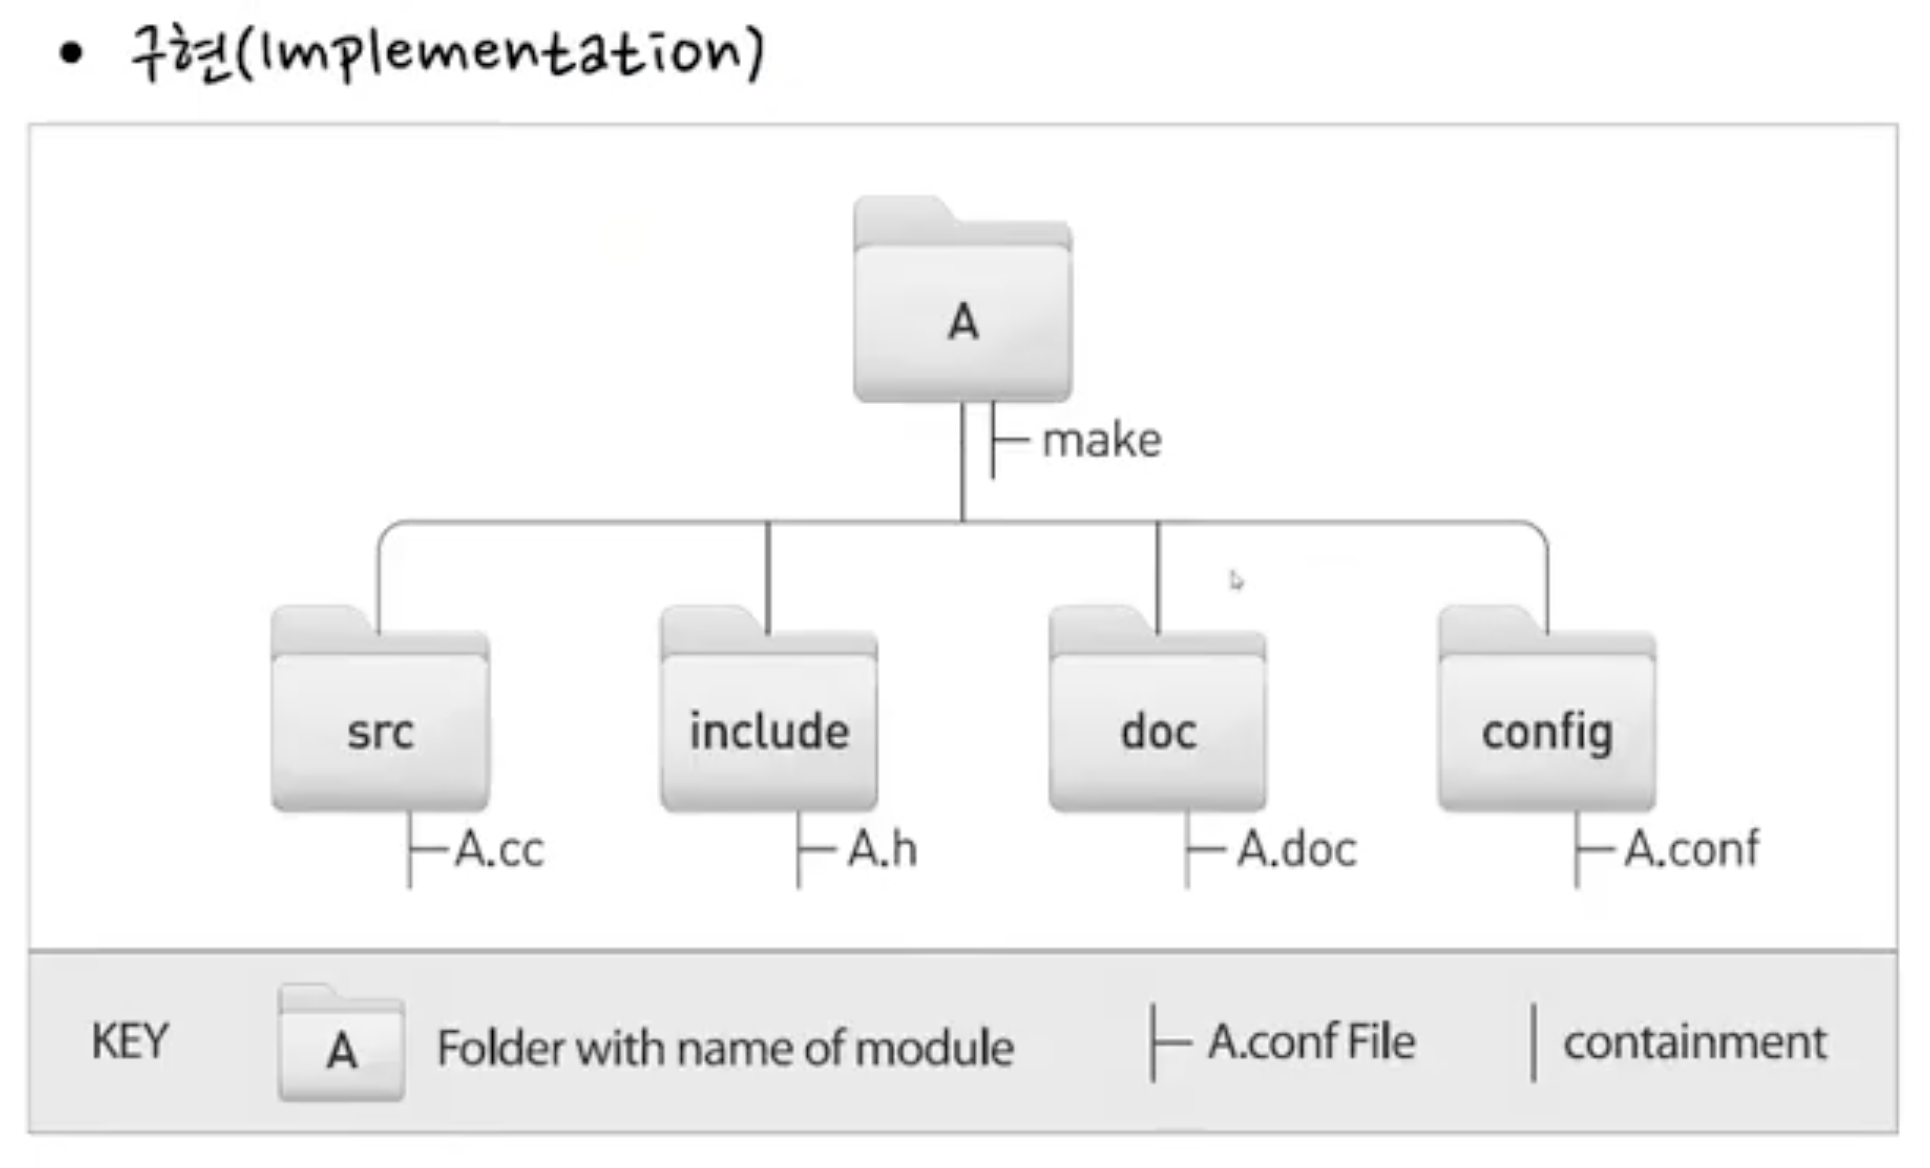 • 구현(Implementation)
A
make
src
include
doc
config
A.cc
A.h
A.doc
A.conf
KEY
A
Folder with name of module
A.conf File
containment